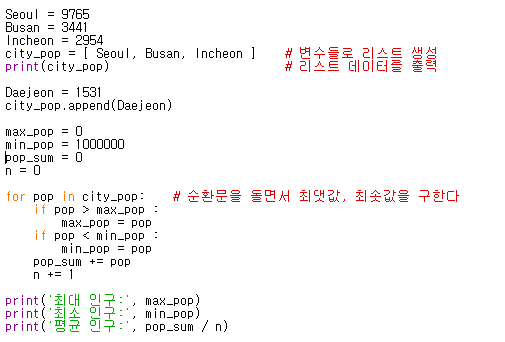 Seoul = 9765
Busan = 3441
Incheon = 2954
city_pop = [ Seoul, Busan, Incheon ]    # 변수들로 리스트 생성
print(city_pop)                         # 리스트 데이터를 출력

Daejeon = 1531
city_pop.append(Daejeon)

max_pop = 0
min_pop = 1000000
pop_sum = 0
n = 0

for pop in city_pop:    # 순환문을 돌면서 최댓값, 최솟값을 구한다
    if pop > max_pop :
        max_pop = pop
    if pop < min_pop :
        min_pop = pop
    pop_sum += pop
    n += 1

print('최대 인구:', max_pop)
print('최소 인구:', min_pop)
print('평균 인구:', pop_sum / n)